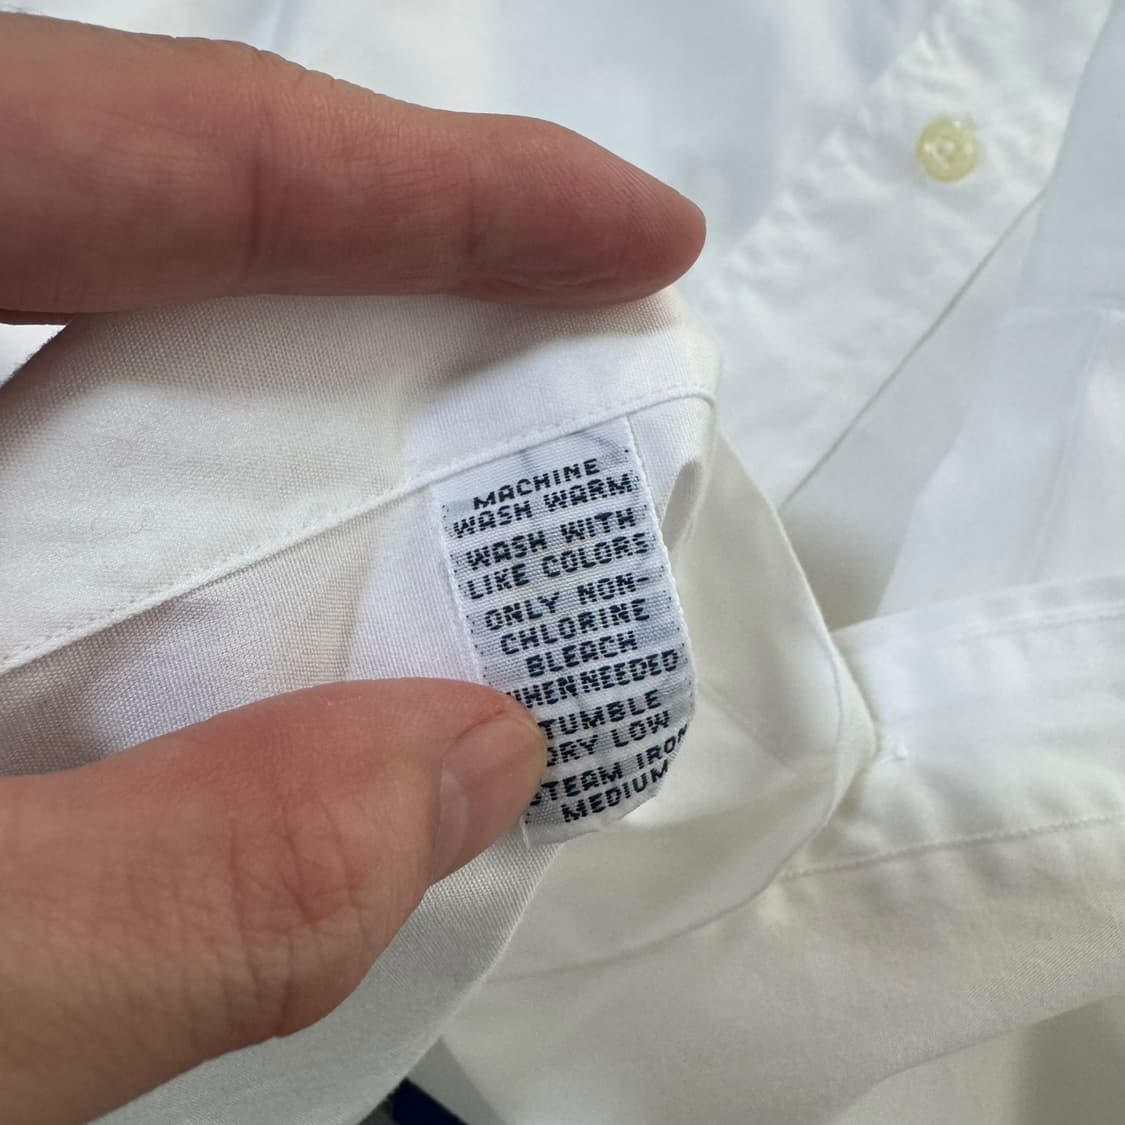 MACHINE
WASH WARM
WASH WITH
LIKE COLORS
ONLY NON-
CHLORINE
BLEACH
WHEN NEEDED
TUMBLE
DRY LOW
STEAM IRON
MEDIUM